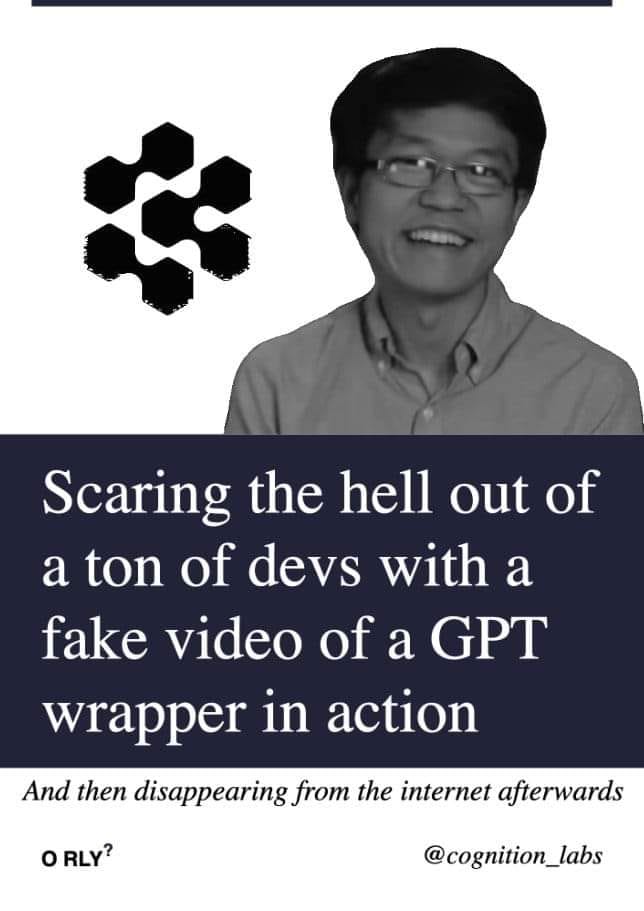 Scaring the hell out of
a ton of devs with a
fake video of a GPT
wrapper in action
And then disappearing from the internet afterwards
O RLY?
@cognition_labs